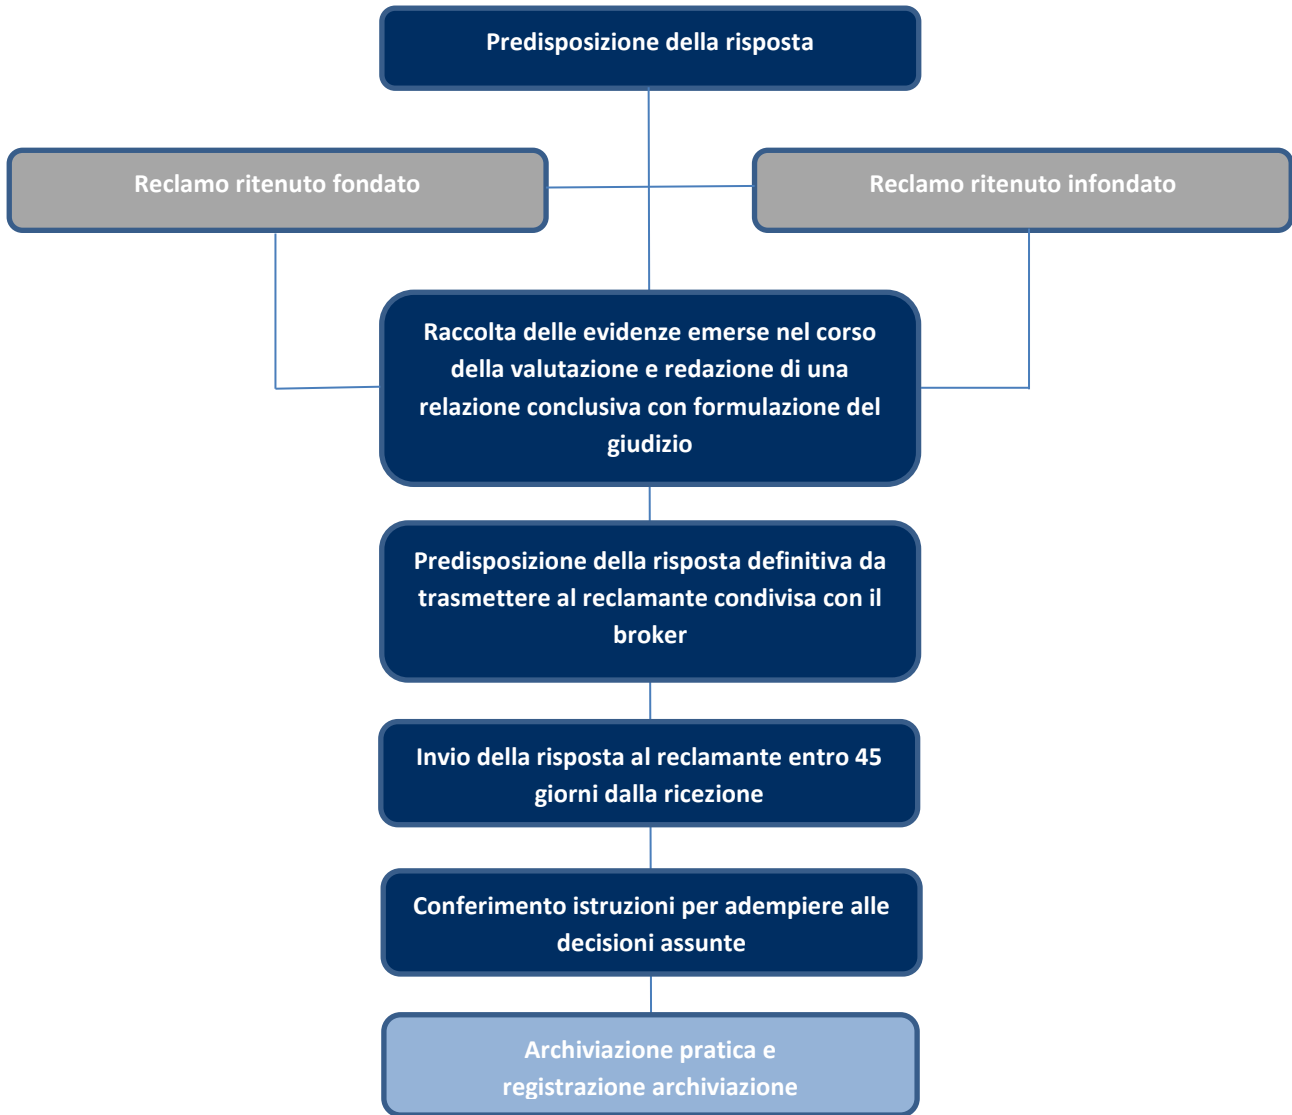 Predisposizione della risposta
Reclamo ritenuto fondato
Reclamo ritenuto infondato
Raccolta delle evidenze emerse nel corso
della valutazione e redazione di una
relazione conclusiva con formulazione del
giudizio
Predisposizione della risposta definitiva da
trasmettere al reclamante condivisa con il
broker
Invio della risposta al reclamante entro 45
giorni dalla ricezione
Conferimento istruzioni per adempiere alle
decisioni assunte
Archiviazione pratica e
registrazione archiviazione